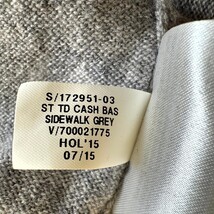 S/172951-03
ST TD CASH BAS
SIDEWALK GREY
V/700021775
HOL'15
07/15